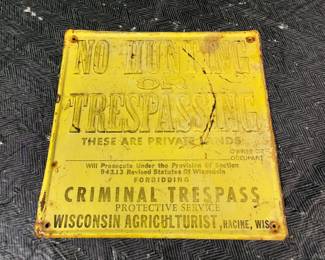 NO HUNTING
OR
TRESPASSING
THESE ARE PRIVATE LANDS
OWNER OR
OCCUPANT
Will Prosecute Under the Provision Of Section
943.13 Revised Statutes Of Wisconsin
FORBIDDING
CRIMINAL TRESPASS
PROTECTIVE SERVICE
WISCONSIN AGRICULTURIST, RACINE, WIS.